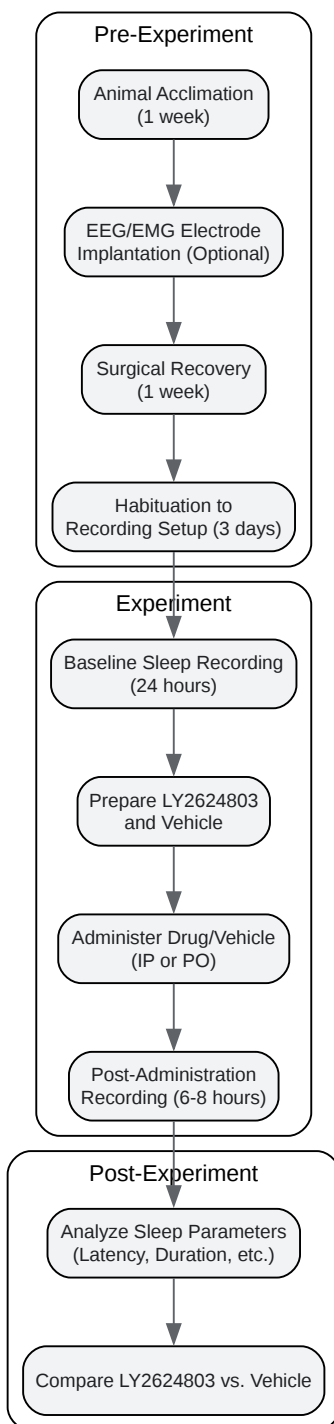 Pre-Experiment
Animal Acclimation
(1 week)
EEG/EMG Electrode
Implantation (Optional)
Surgical Recovery
(1 week)
Habituation to
Recording Setup (3 days)
Experiment
Baseline Sleep Recording
(24 hours)
Prepare LY2624803
and Vehicle
Administer Drug/Vehicle
(IP or PO)
Post-Administration
Recording (6-8 hours)
Post-Experiment
Analyze Sleep Parameters
(Latency, Duration, etc.)
Compare LY2624803 vs. Vehicle